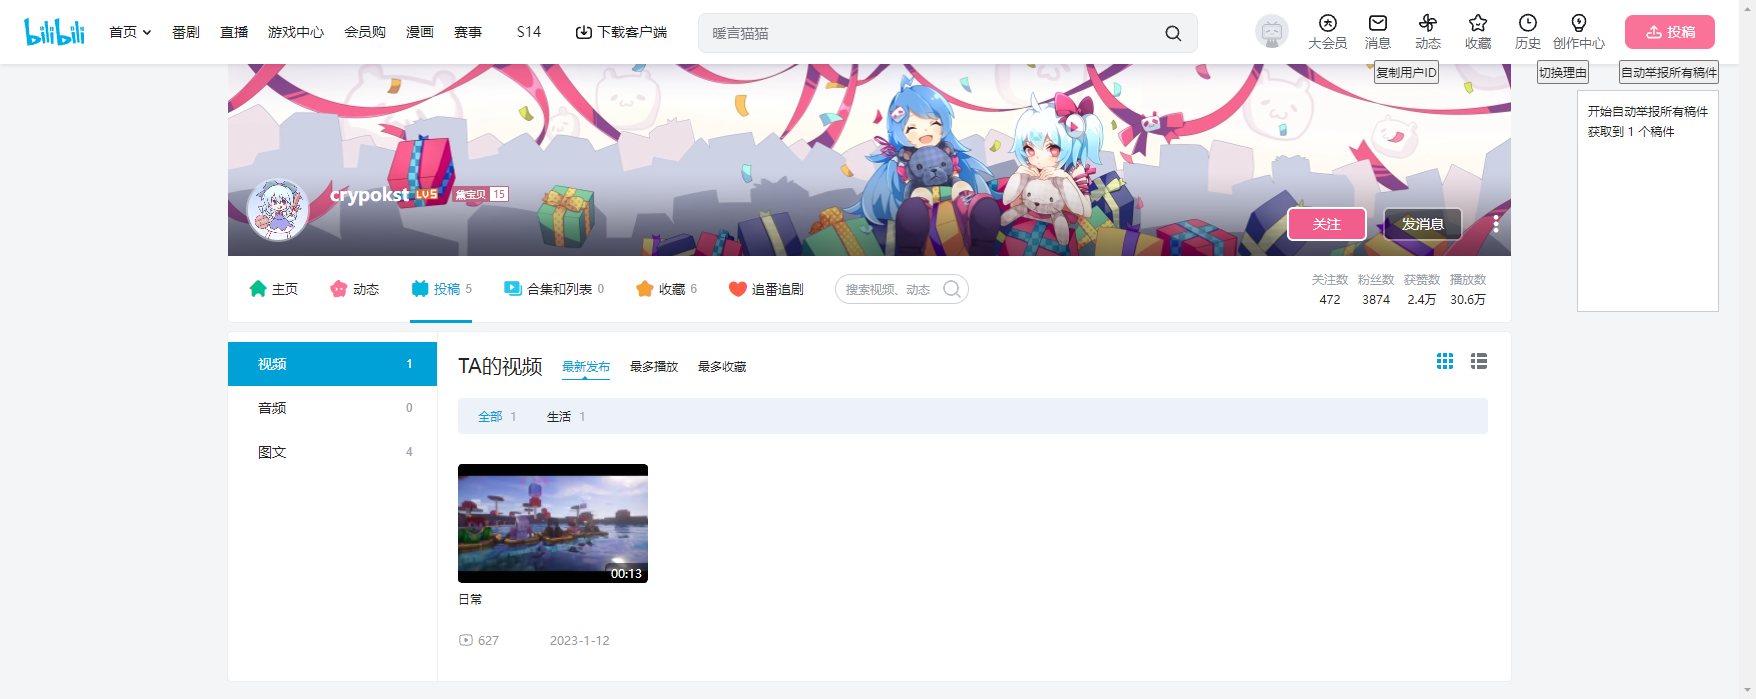 bilibili 首页 番剧 直播 游戏中心 会员购 漫画 赛事 S14 下载客户端 暖言猫猫 大会员 消息 动态 收藏 历史 创作中心 投稿
复制用户ID 切换理由 自动举报所有稿件
开始自动举报所有稿件
获取到 1 个稿件
crypokst LV5 黛宝贝 15
关注 发消息
主页 动态 投稿 5 合集和列表 0 收藏 6 追番追剧 搜索视频、动态
关注数 粉丝数 获赞数 播放数
472 3874 2.4万 30.6万
视频 1
音频 0
图文 4
TA的视频 最新发布 最多播放 最多收藏
全部 1 生活 1
00:13
日常
627 2023-1-12